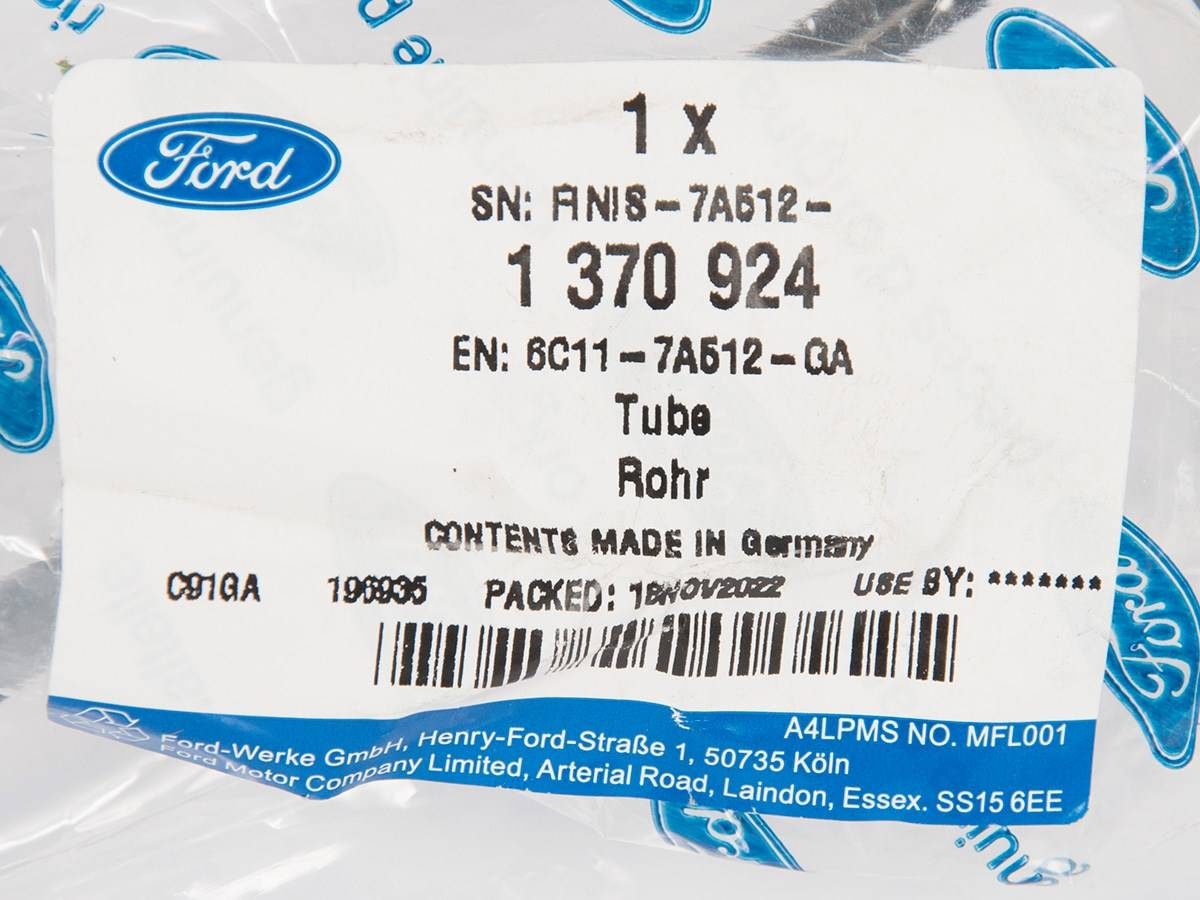 Ford
1 x
SN: FINIS-7A512-
1 370 924
EN: 6C11-7A512-GA
Tube
Rohr
CONTENTS MADE IN Germany
C91GA 196935 PACKED: 18NOV2022 USE BY: *******
A4LPMS NO. MFL001
Ford-Werke GmbH, Henry-Ford-Straße 1, 50735 Köln
Ford Motor Company Limited, Arterial Road, Laindon, Essex. SS15 6EE
Ford